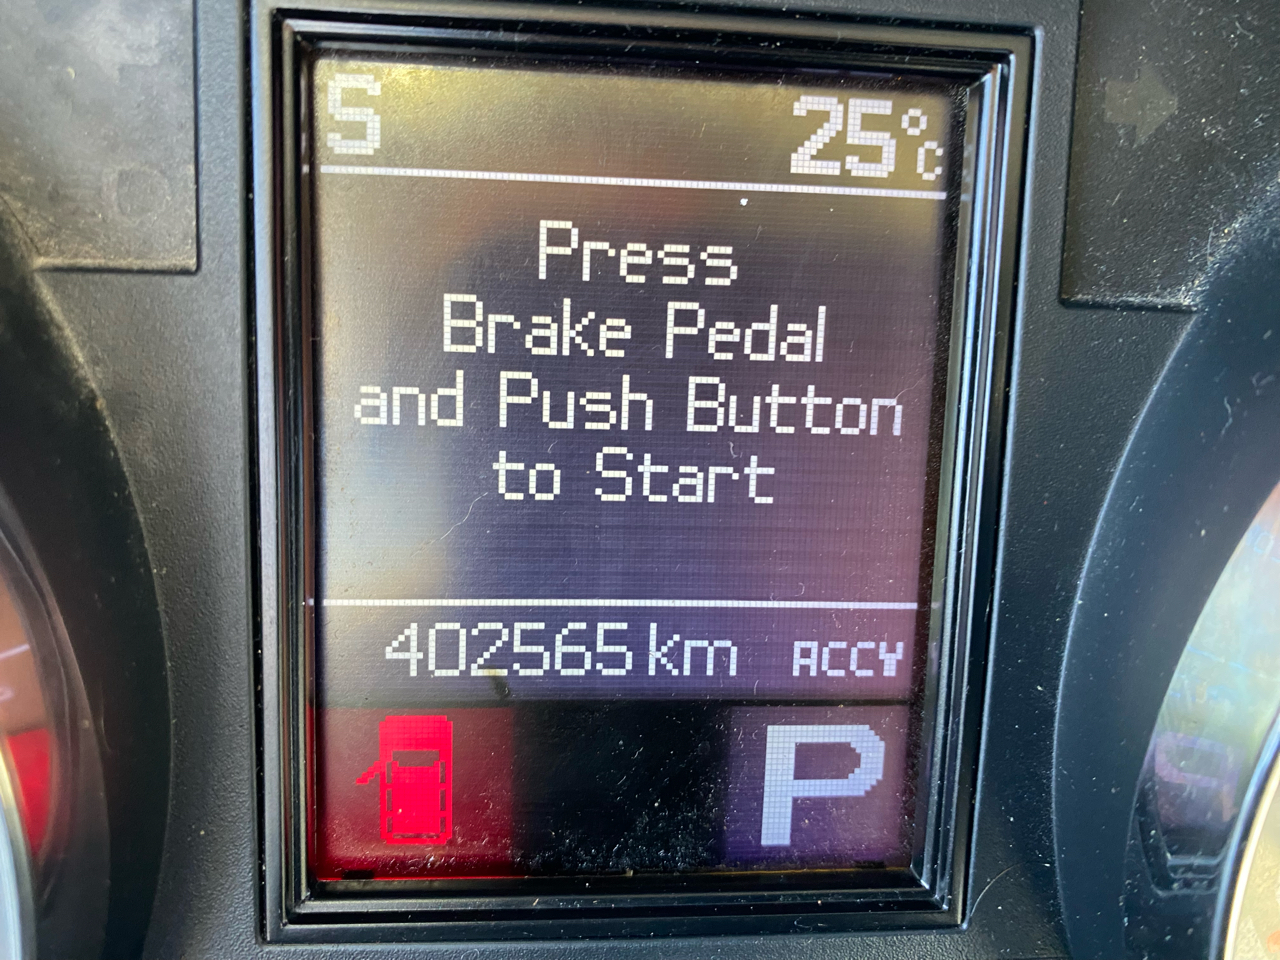 S 25°C
Press
Brake Pedal
and Push Button
to Start
402565 km ACCY
P